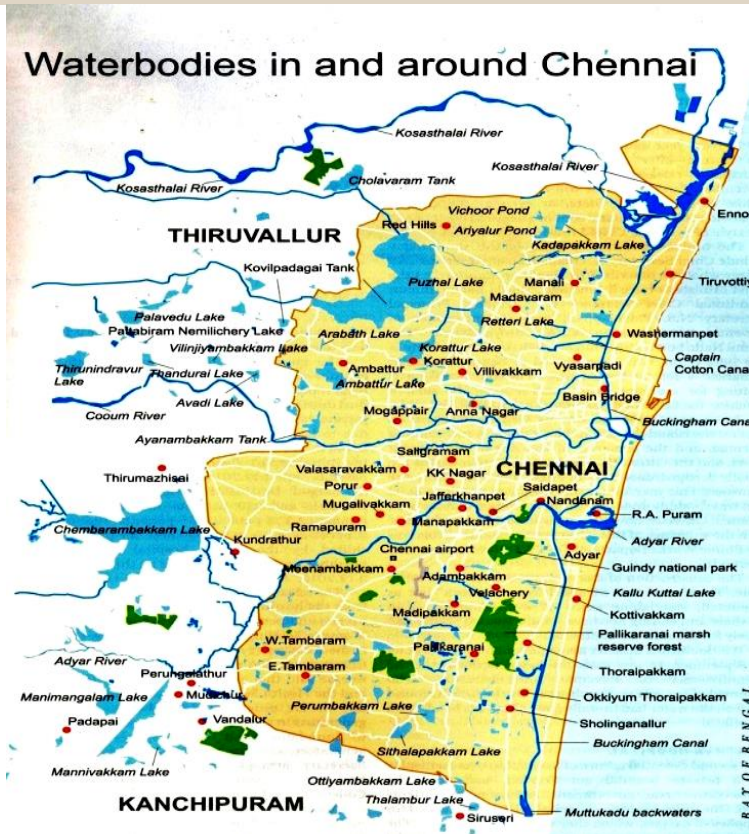 Waterbodies in and around Chennai
Kosasthalai River
Kosasthalai River
Kosasthalai River
Cholavaram Tank
Vichoor Pond
Red Hills
Ariyalur Pond
Kadapakkam Lake
Enno
THIRUVALLUR
Kovilpadagai Tank
Puzhal Lake
Manali
Tiruvottiy
Madavaram
Palavedu Lake
Retteri Lake
Pattabiram Nemilichery Lake
Arabath Lake
Washermanpet
Vilinjiyambakkam Lake
Korattur Lake
Captain
Cotton Cana
Thirunindravur
Lake
Thandurai Lake
Ambattur
Korattur
Villivakkam
Vyasarpadi
Ambattur Lake
Avadi Lake
Basin Bridge
Cooum River
Mogappair
Anna Nagar
Buckingham Cana
Ayanambakkam Tank
Saligramam
CHENNAI
Thirumazhisai
Valasaravakkam
KK Nagar
Porur
Jafferkhanpet
Saidapet
Nandanam
Mugalivakkam
R.A. Puram
Chembarambakkam Lake
Ramapuram
Manapakkam
Adyar River
Kundrathur
Chennai airport
Adyar
Meenambakkam
Adambakkam
Guindy national park
Velachery
Kallu Kuttai Lake
Madipakkam
Kottivakkam
W.Tambaram
Pallikaranai
Pallikaranai marsh
reserve forest
Adyar River
E.Tambaram
Thoraipakkam
Perungalathur
Manimangalam Lake
Mudichur
Perumbakkam Lake
Okkiyum Thoraipakkam
Padapai
Vandalur
Sholinganallur
Sithalapakkam Lake
Buckingham Canal
Mannivakkam Lake
Ottiyambakkam Lake
KANCHIPURAM
Thalambur Lake
Siruseri
Muttukadu backwaters